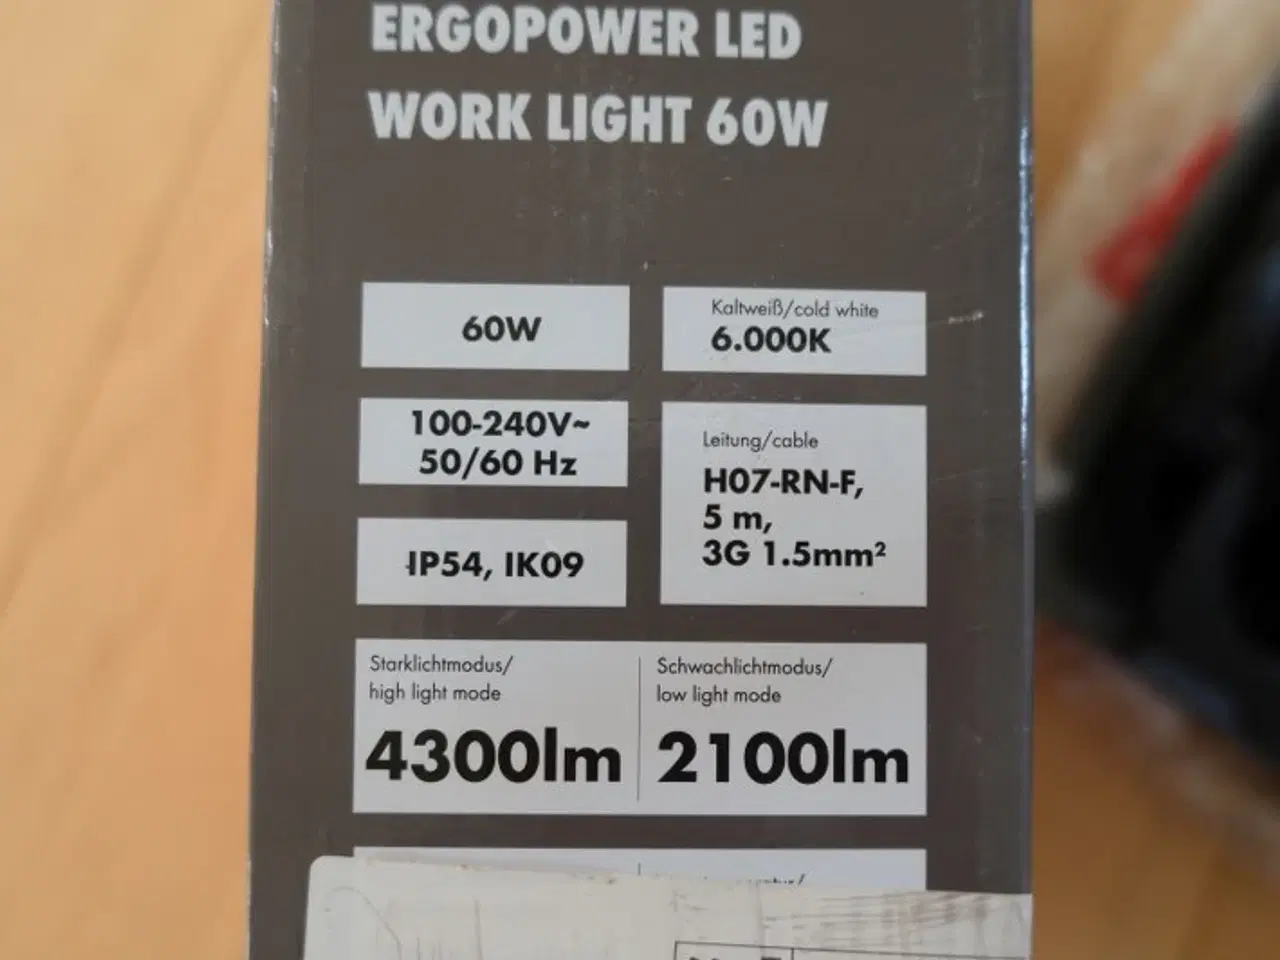 ERGOPOWER LED
WORK LIGHT 60W
60W
Kaltweiß/cold white
6.000K
100-240V~
50/60 Hz
Leitung/cable
H07-RN-F,
5 m,
3G 1.5mm²
IP54, IK09
Starklichtmodus/
high light mode
4300lm
Schwachlichtmodus/
low light mode
2100lm